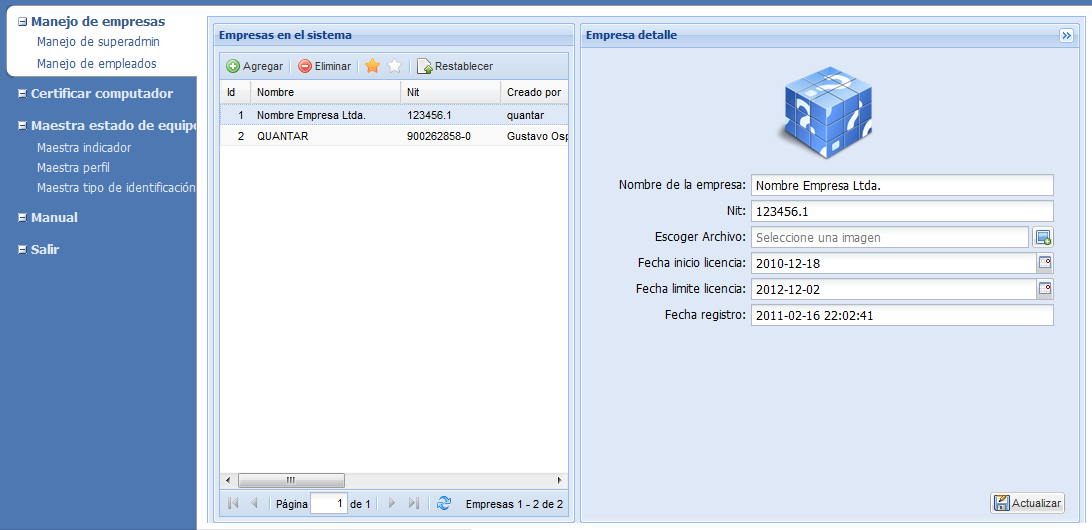 Manejo de empresas
Manejo de superadmin
Manejo de empleados
Certificar computador
Maestra estado de equipo
Maestra indicador
Maestra perfil
Maestra tipo de identificación
Manual
Salir
Empresas en el sistema
Agregar Eliminar Restablecer
Id Nombre Nit Creado por
1 Nombre Empresa Ltda. 123456.1 quantar
2 QUANTAR 900262858-0 Gustavo Osp
Página 1 de 1 Empresas 1 - 2 de 2
Empresa detalle
Nombre de la empresa: Nombre Empresa Ltda.
Nit: 123456.1
Escoger Archivo: Seleccione una imagen
Fecha inicio licencia: 2010-12-18
Fecha limite licencia: 2012-12-02
Fecha registro: 2011-02-16 22:02:41
Actualizar